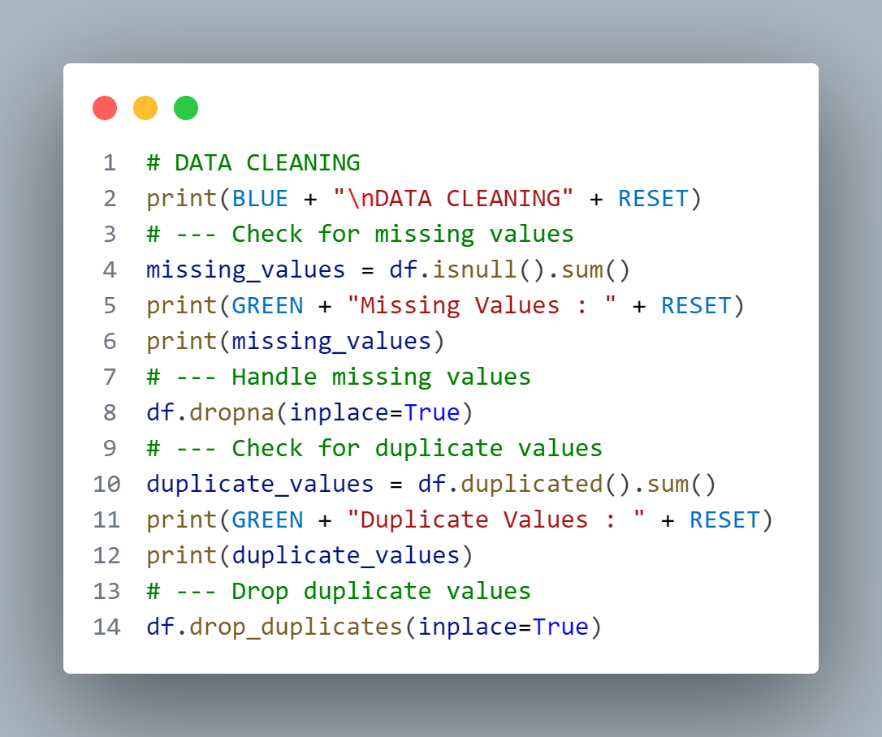 1 # DATA CLEANING
2 print(BLUE + "\nDATA CLEANING" + RESET)
3 # --- Check for missing values
4 missing_values = df.isnull().sum()
5 print(GREEN + "Missing Values : " + RESET)
6 print(missing_values)
7 # --- Handle missing values
8 df.dropna(inplace=True)
9 # --- Check for duplicate values
10 duplicate_values = df.duplicated().sum()
11 print(GREEN + "Duplicate Values : " + RESET)
12 print(duplicate_values)
13 # --- Drop duplicate values
14 df.drop_duplicates(inplace=True)